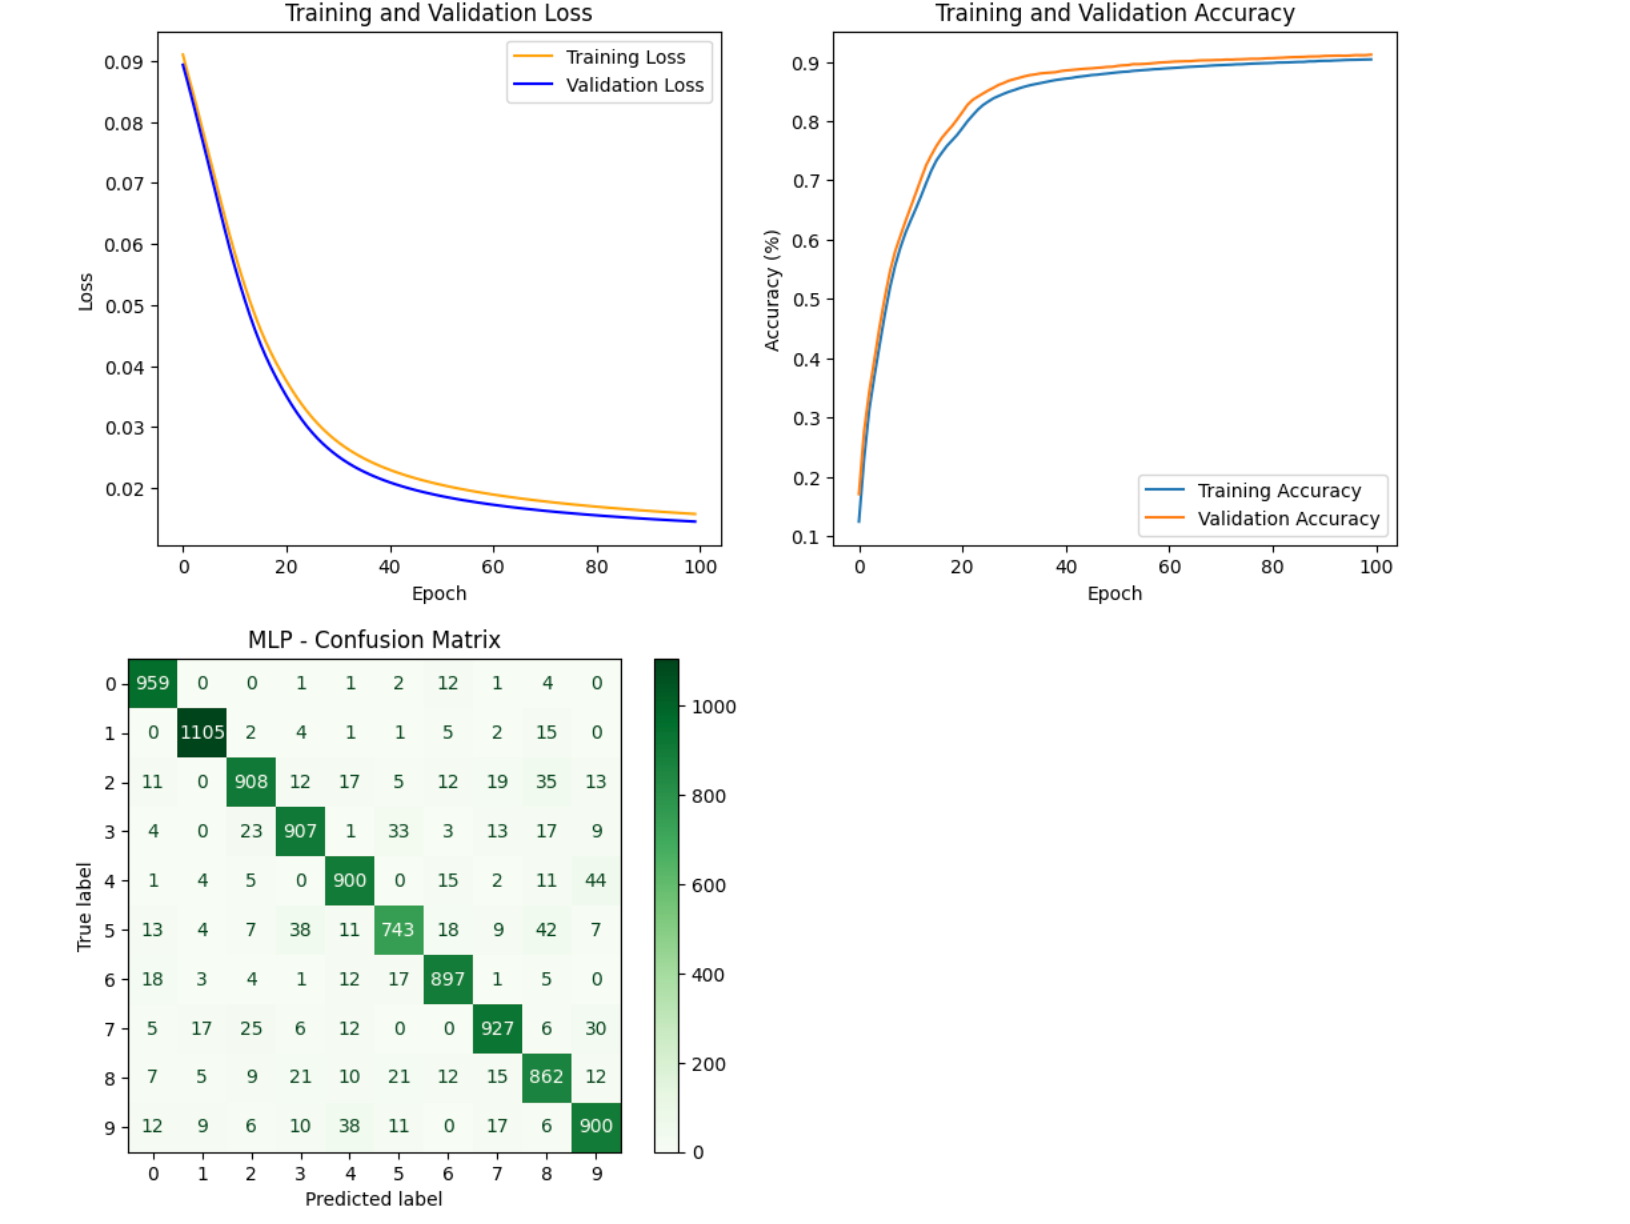 Training and Validation Loss
Training Loss
Validation Loss
0.09
0.08
0.07
0.06
0.05
0.04
0.03
0.02
Loss
0 20 40 60 80 100
Epoch
Training and Validation Accuracy
0.9
0.8
0.7
0.6
0.5
0.4
0.3
0.2
0.1
Accuracy (%)
Training Accuracy
Validation Accuracy
0 20 40 60 80 100
Epoch
MLP - Confusion Matrix
0 959 0 0 1 1 2 12 1 4 0
1 0 1105 2 4 1 1 5 2 15 0
2 11 0 908 12 17 5 12 19 35 13
3 4 0 23 907 1 33 3 13 17 9
4 1 4 5 0 900 0 15 2 11 44
5 13 4 7 38 11 743 18 9 42 7
6 18 3 4 1 12 17 897 1 5 0
7 5 17 25 6 12 0 0 927 6 30
8 7 5 9 21 10 21 12 15 862 12
9 12 9 6 10 38 11 0 17 6 900
True label
0 1 2 3 4 5 6 7 8 9
Predicted label
1000
800
600
400
200
0